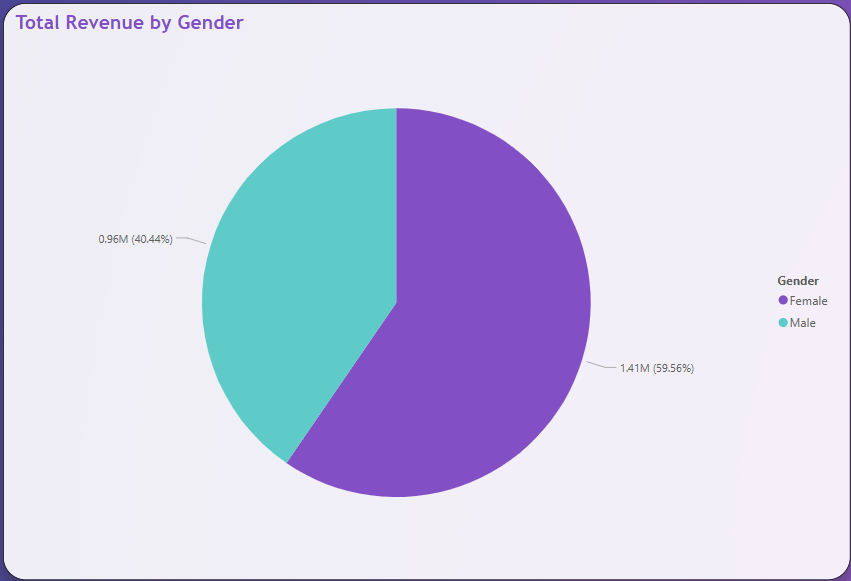 Total Revenue by Gender
0.96M (40.44%)
Gender
Female
Male
1.41M (59.56%)